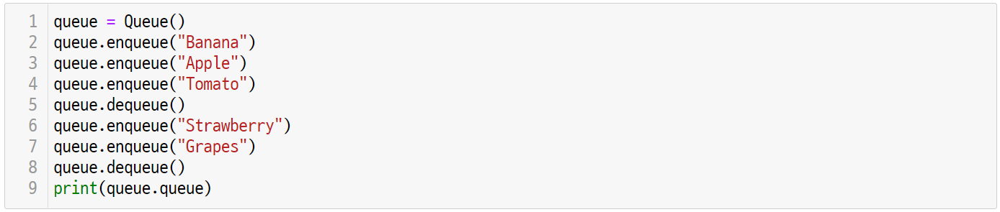 1 queue = Queue()
2 queue.enqueue("Banana")
3 queue.enqueue("Apple")
4 queue.enqueue("Tomato")
5 queue.dequeue()
6 queue.enqueue("Strawberry")
7 queue.enqueue("Grapes")
8 queue.dequeue()
9 print(queue.queue)